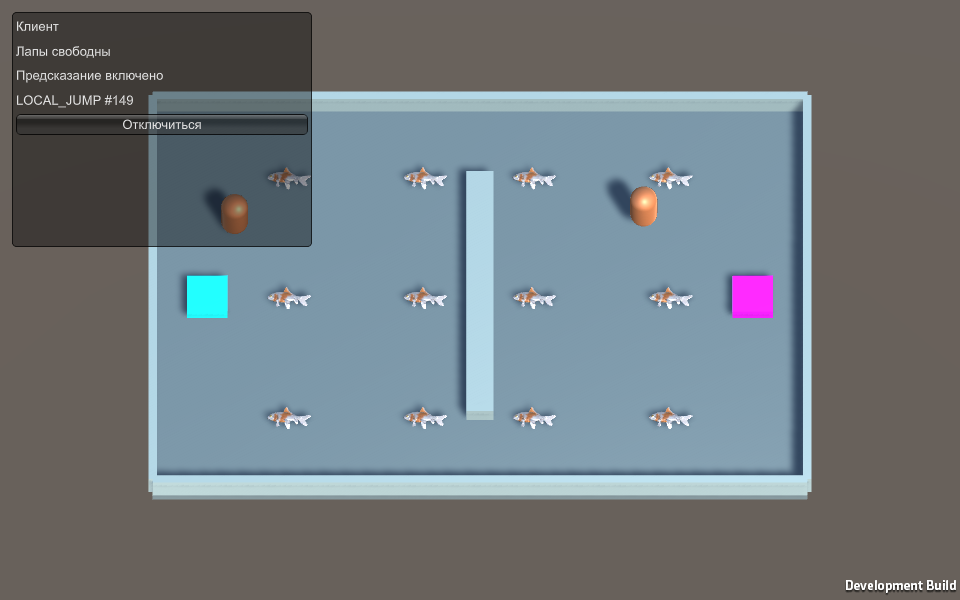 Клиент
Лапы свободны
Предсказание включено
LOCAL_JUMP #149
Отключиться
Development Build